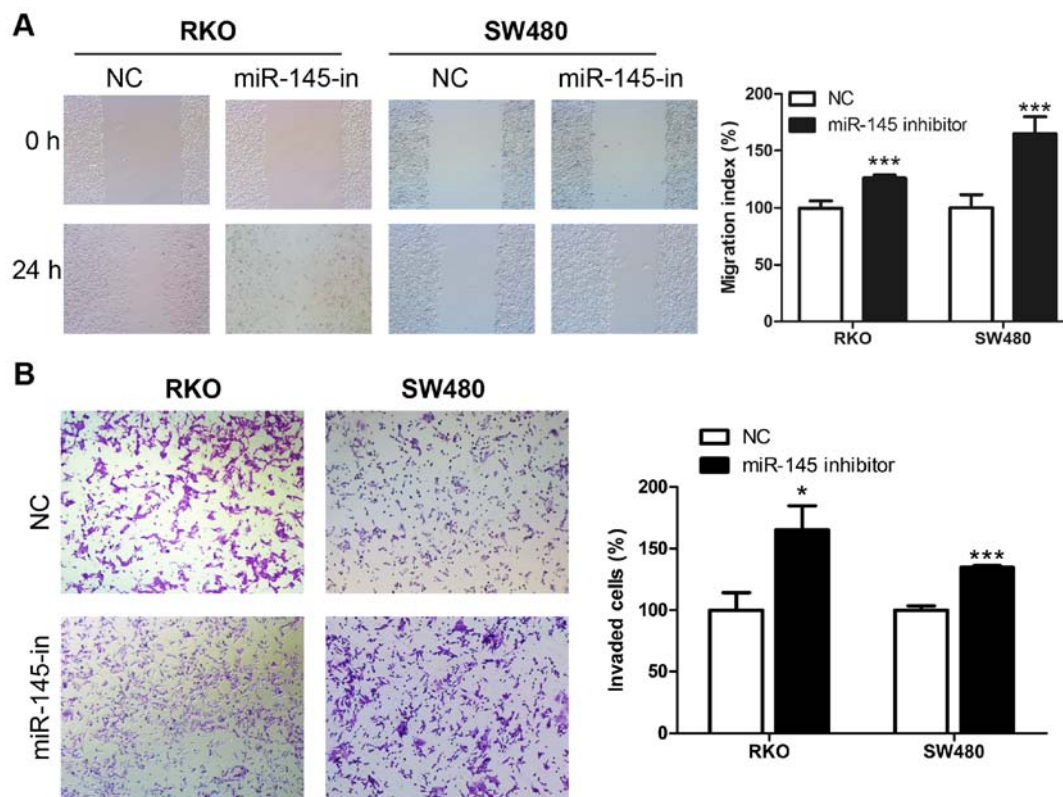 A
RKO
SW480
NC
miR-145-in
NC
miR-145-in
0 h
24 h
Migration index (%)
200
150
100
50
0
NC
miR-145 inhibitor
***
***
RKO
SW480
B
RKO
SW480
NC
miR-145-in
Invaded cells (%)
200
150
100
50
0
NC
miR-145 inhibitor
*
***
RKO
SW480